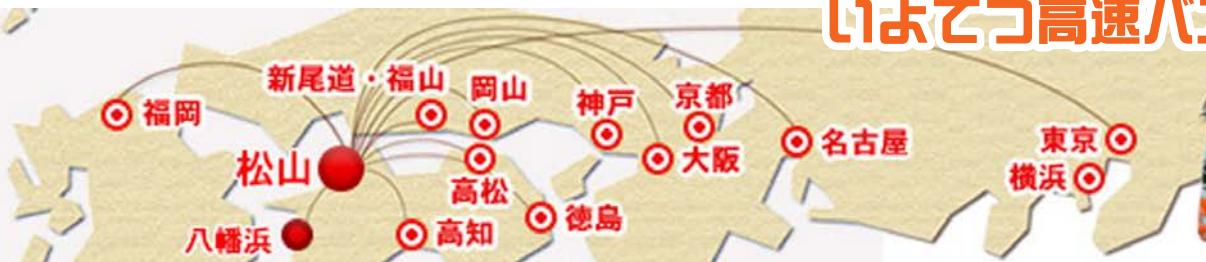 いよてつ高速バス
新尾道・福山
岡山
神戸
京都
福岡
名古屋
東京
松山
大阪
横浜
高松
徳島
八幡浜
高知